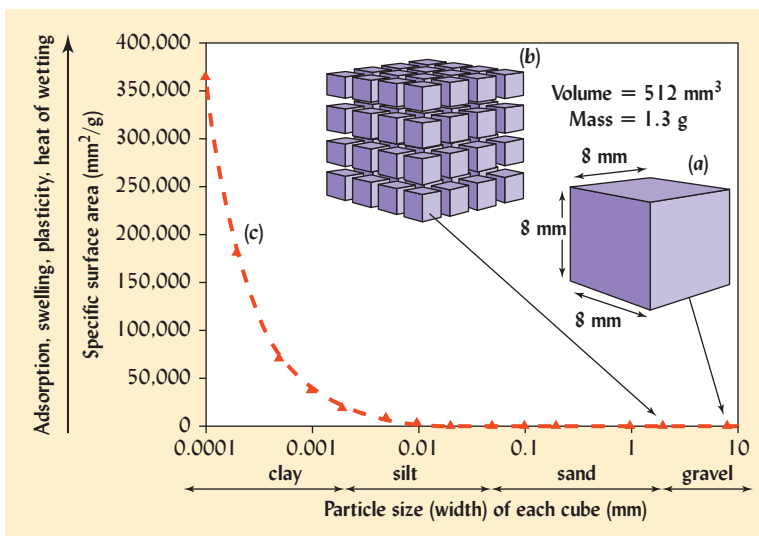 Adsorption, swelling, plasticity, heat of wetting
Specific surface area (mm²/g)
400,000
350,000
300,000
250,000
200,000
150,000
100,000
50,000
0
(b)
Volume = 512 mm³
Mass = 1.3 g
8 mm
(a)
8 mm
8 mm
(c)
0.0001
0.001
0.01
0.1
1
10
clay
silt
sand
gravel
Particle size (width) of each cube (mm)